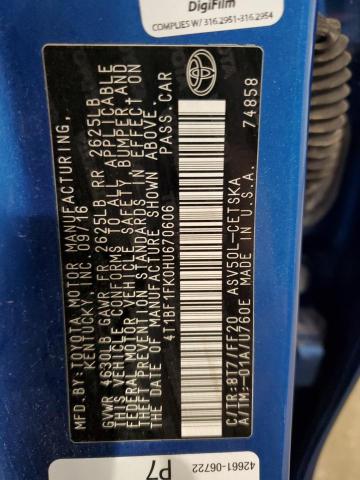 DigiFilm
COMPLIES W/ 316.2951-316.2954
MFD. BY: TOYOTA MOTOR MANUFACTURING,
KENTUCKY, INC. 09/16
GVWR 4630LB GAWR FR 2625LB RR 2625LB
THIS VEHICLE CONFORMS TO ALL APPLICABLE
FEDERAL MOTOR VEHICLE SAFETY, BUMPER, AND
THEFT PREVENTION STANDARDS IN EFFECT ON
THE DATE OF MANUFACTURE SHOWN ABOVE.
4T1BF1FK0HU670606 PASS. CAR
C/TR:8T7/FF20 ASV50L-CETSKA
A/TM:-01A/U760E MADE IN U.S.A.
74858
42661-06722
P7